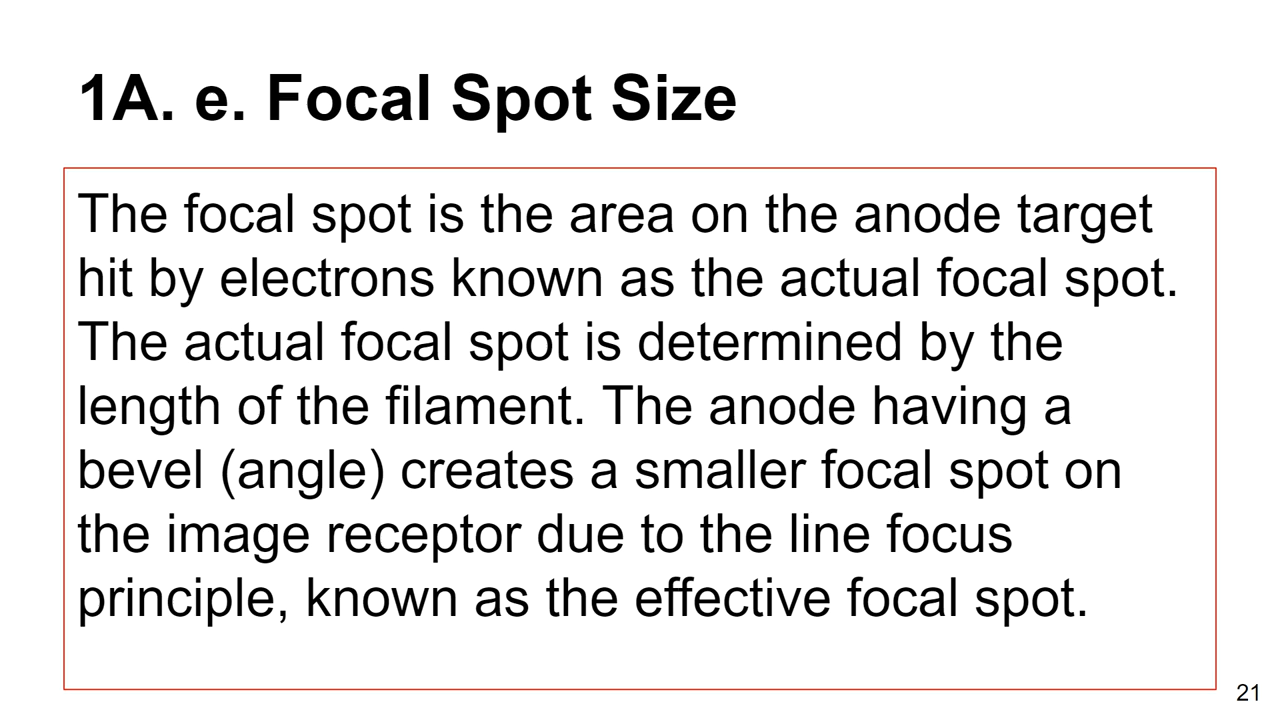 1A. e. Focal Spot Size
The focal spot is the area on the anode target
hit by electrons known as the actual focal spot.
The actual focal spot is determined by the
length of the filament. The anode having a
bevel (angle) creates a smaller focal spot on
the image receptor due to the line focus
principle, known as the effective focal spot.
21